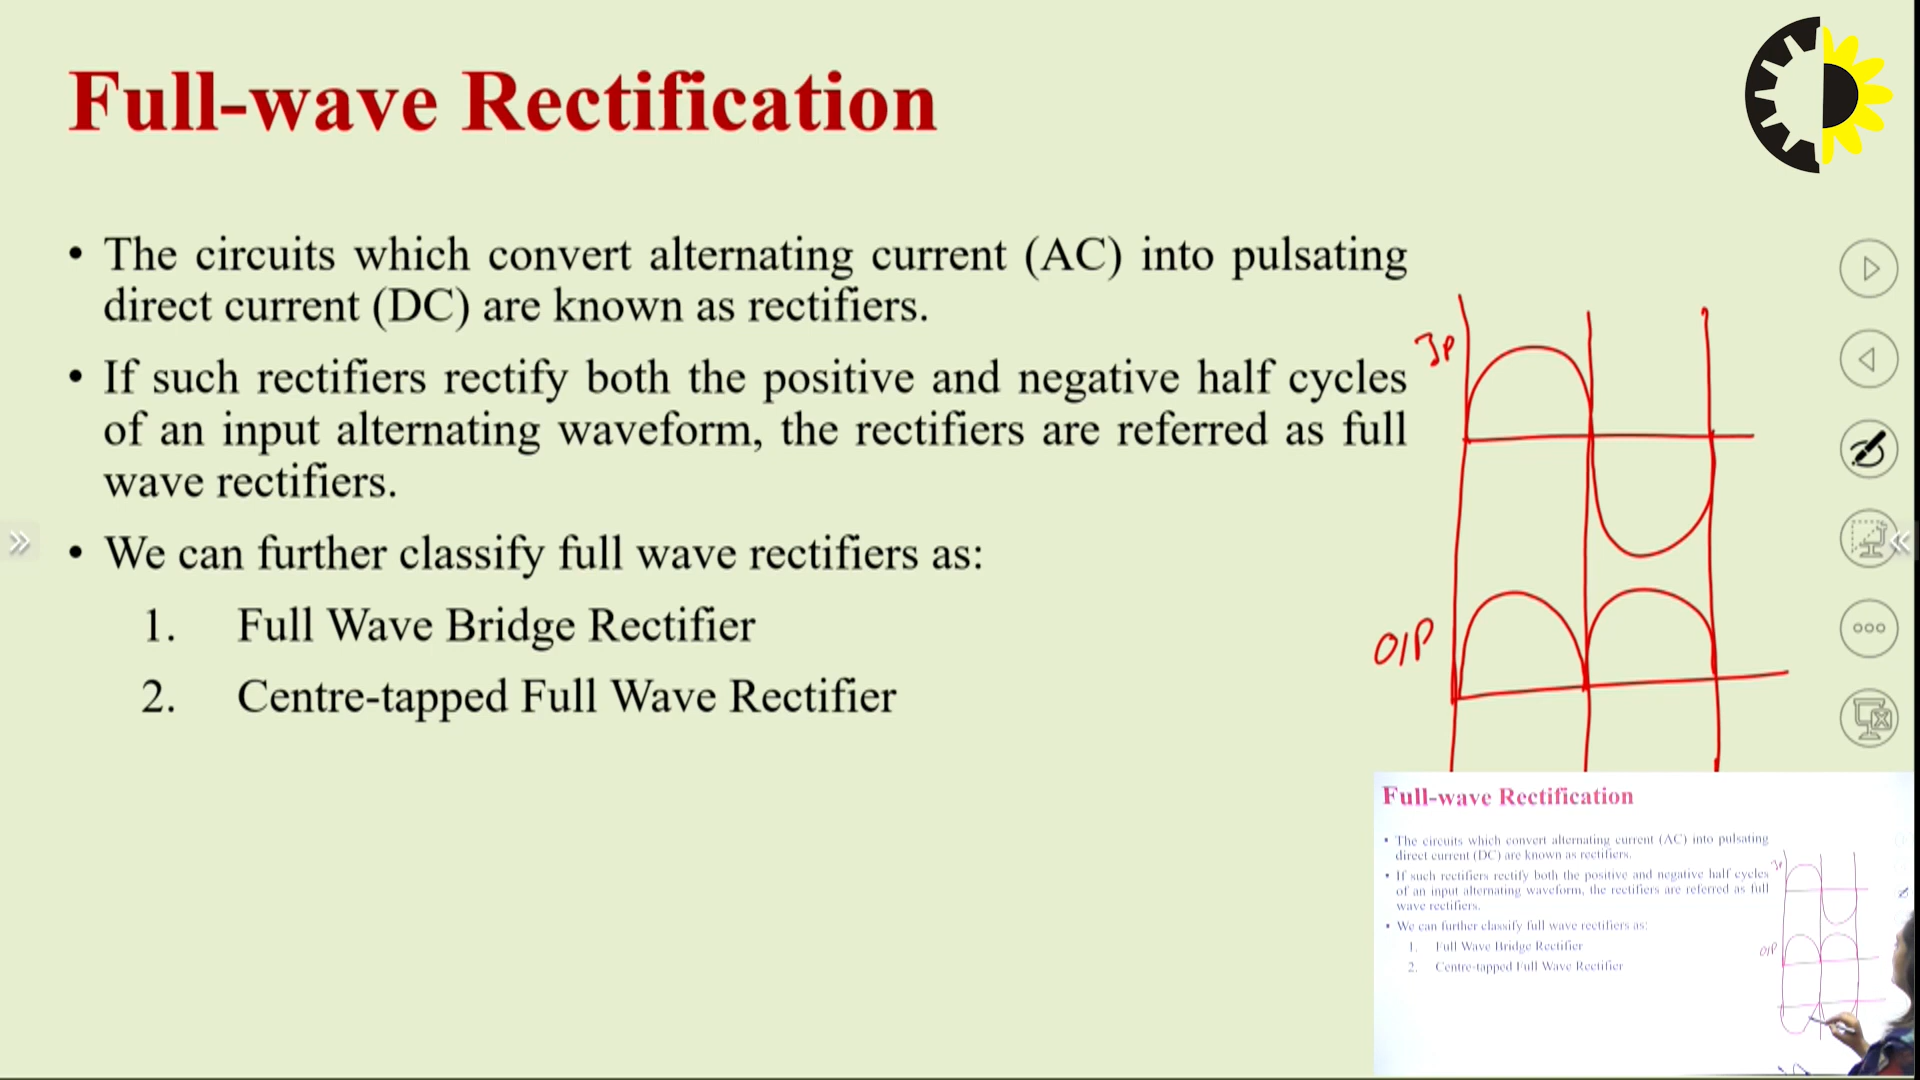 Full-wave Rectification
• The circuits which convert alternating current (AC) into pulsating
direct current (DC) are known as rectifiers.
• If such rectifiers rectify both the positive and negative half cycles
of an input alternating waveform, the rectifiers are referred as full
wave rectifiers.
• We can further classify full wave rectifiers as:
1. Full Wave Bridge Rectifier
2. Centre-tapped Full Wave Rectifier
IP
O/P
Full-wave Rectification
• The circuits which convert alternating current (AC) into pulsating
direct current (DC) are known as rectifiers.
• If such rectifiers rectify both the positive and negative half cycles
of an input alternating waveform, the rectifiers are referred as full
wave rectifiers.
• We can further classify full wave rectifiers as:
1. Full Wave Bridge Rectifier
2. Centre-tapped Full Wave Rectifier
O/P